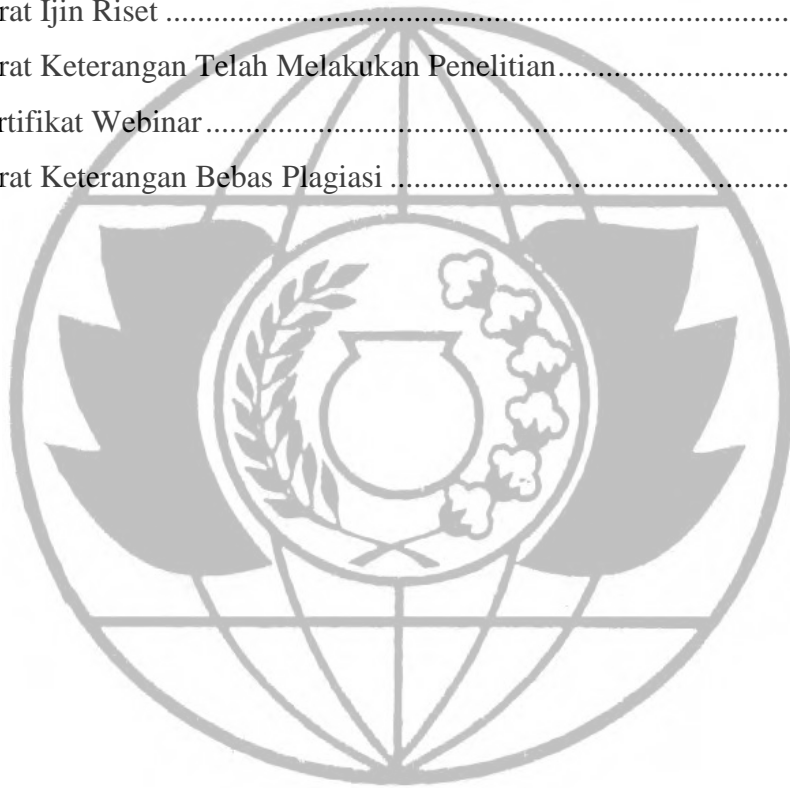 rat Ijin Riset ....................................................................................................
rat Keterangan Telah Melakukan Penelitian.....................................
rtifikat Webinar..............................................................................................
rat Keterangan Bebas Plagiasi ................................................................